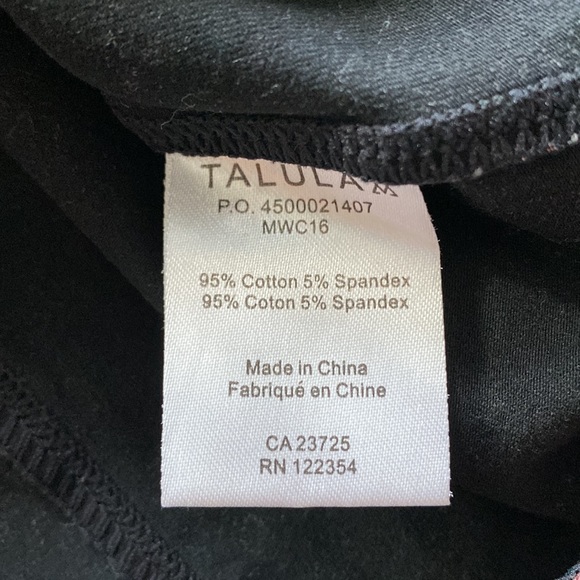 TALULA
P.O. 4500021407
MWC16
95% Cotton 5% Spandex
95% Coton 5% Spandex
Made in China
Fabriqué en Chine
CA 23725
RN 122354